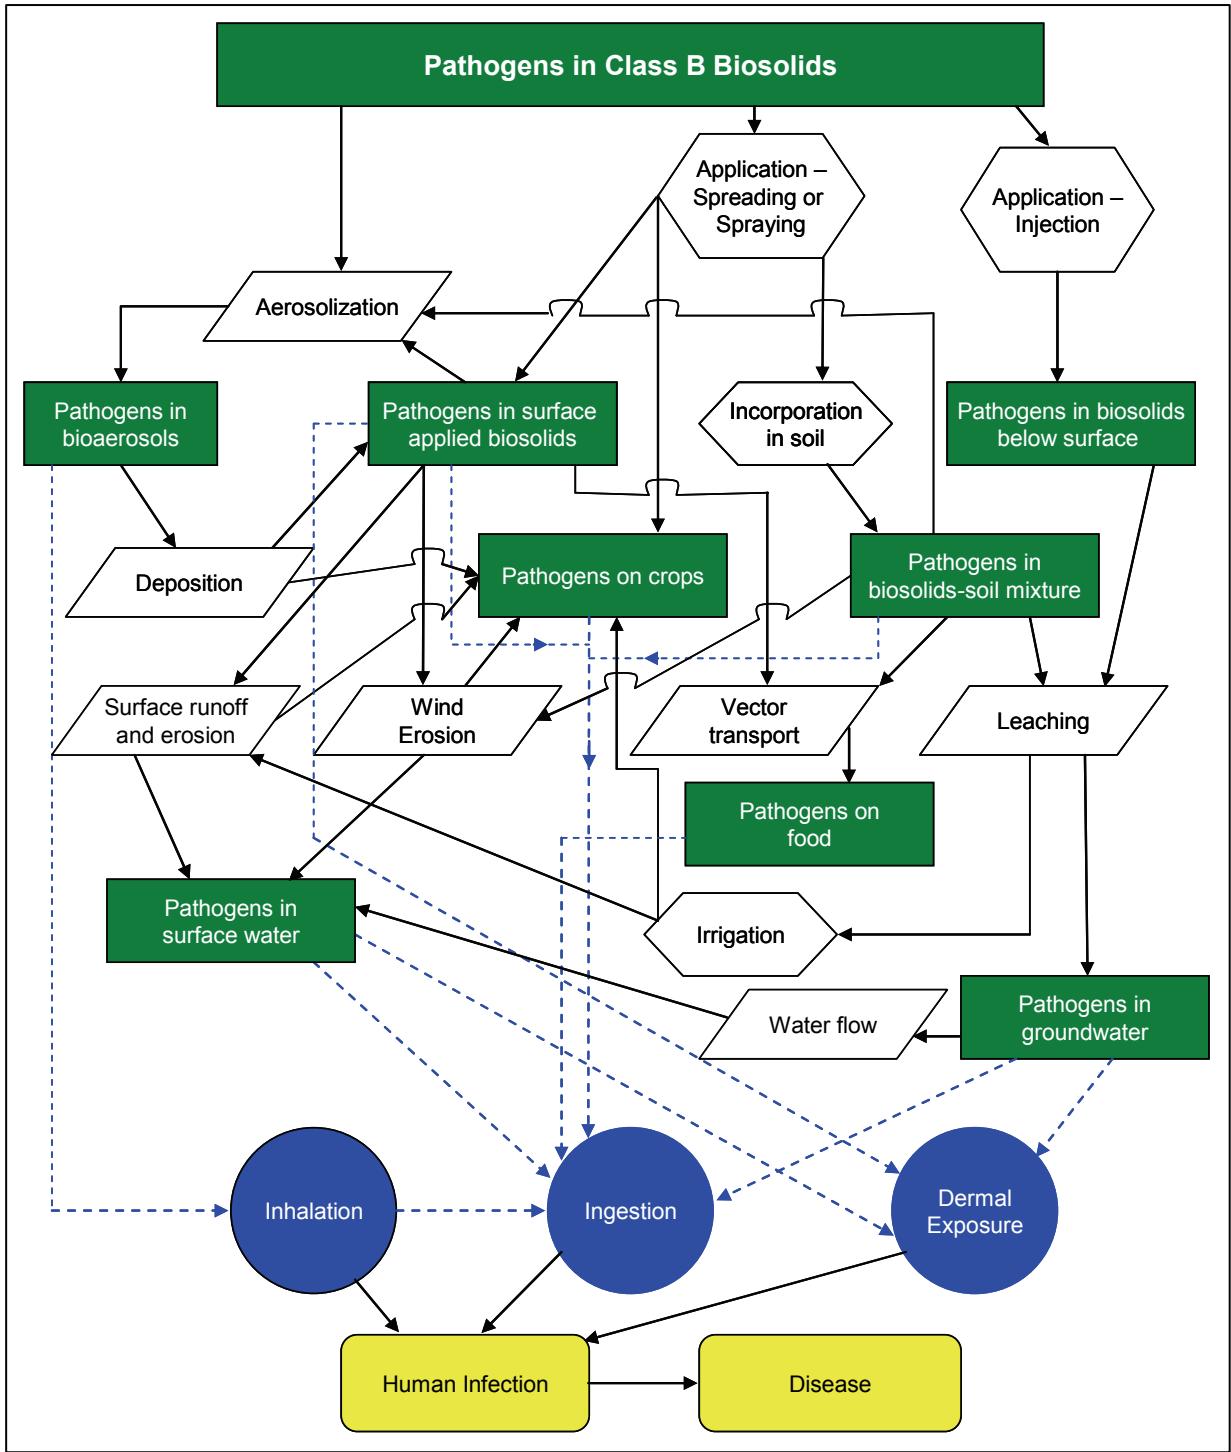 Pathogens in Class B Biosolids
Application –
Spreading or
Spraying
Application –
Injection
Aerosolization
Pathogens in
bioaerosols
Pathogens in surface
applied biosolids
Incorporation
in soil
Pathogens in biosolids
below surface
Deposition
Pathogens on crops
Pathogens in
biosolids-soil mixture
Surface runoff
and erosion
Wind
Erosion
Vector
transport
Leaching
Pathogens on
food
Pathogens in
surface water
Irrigation
Water flow
Pathogens in
groundwater
Inhalation
Ingestion
Dermal
Exposure
Human Infection
Disease